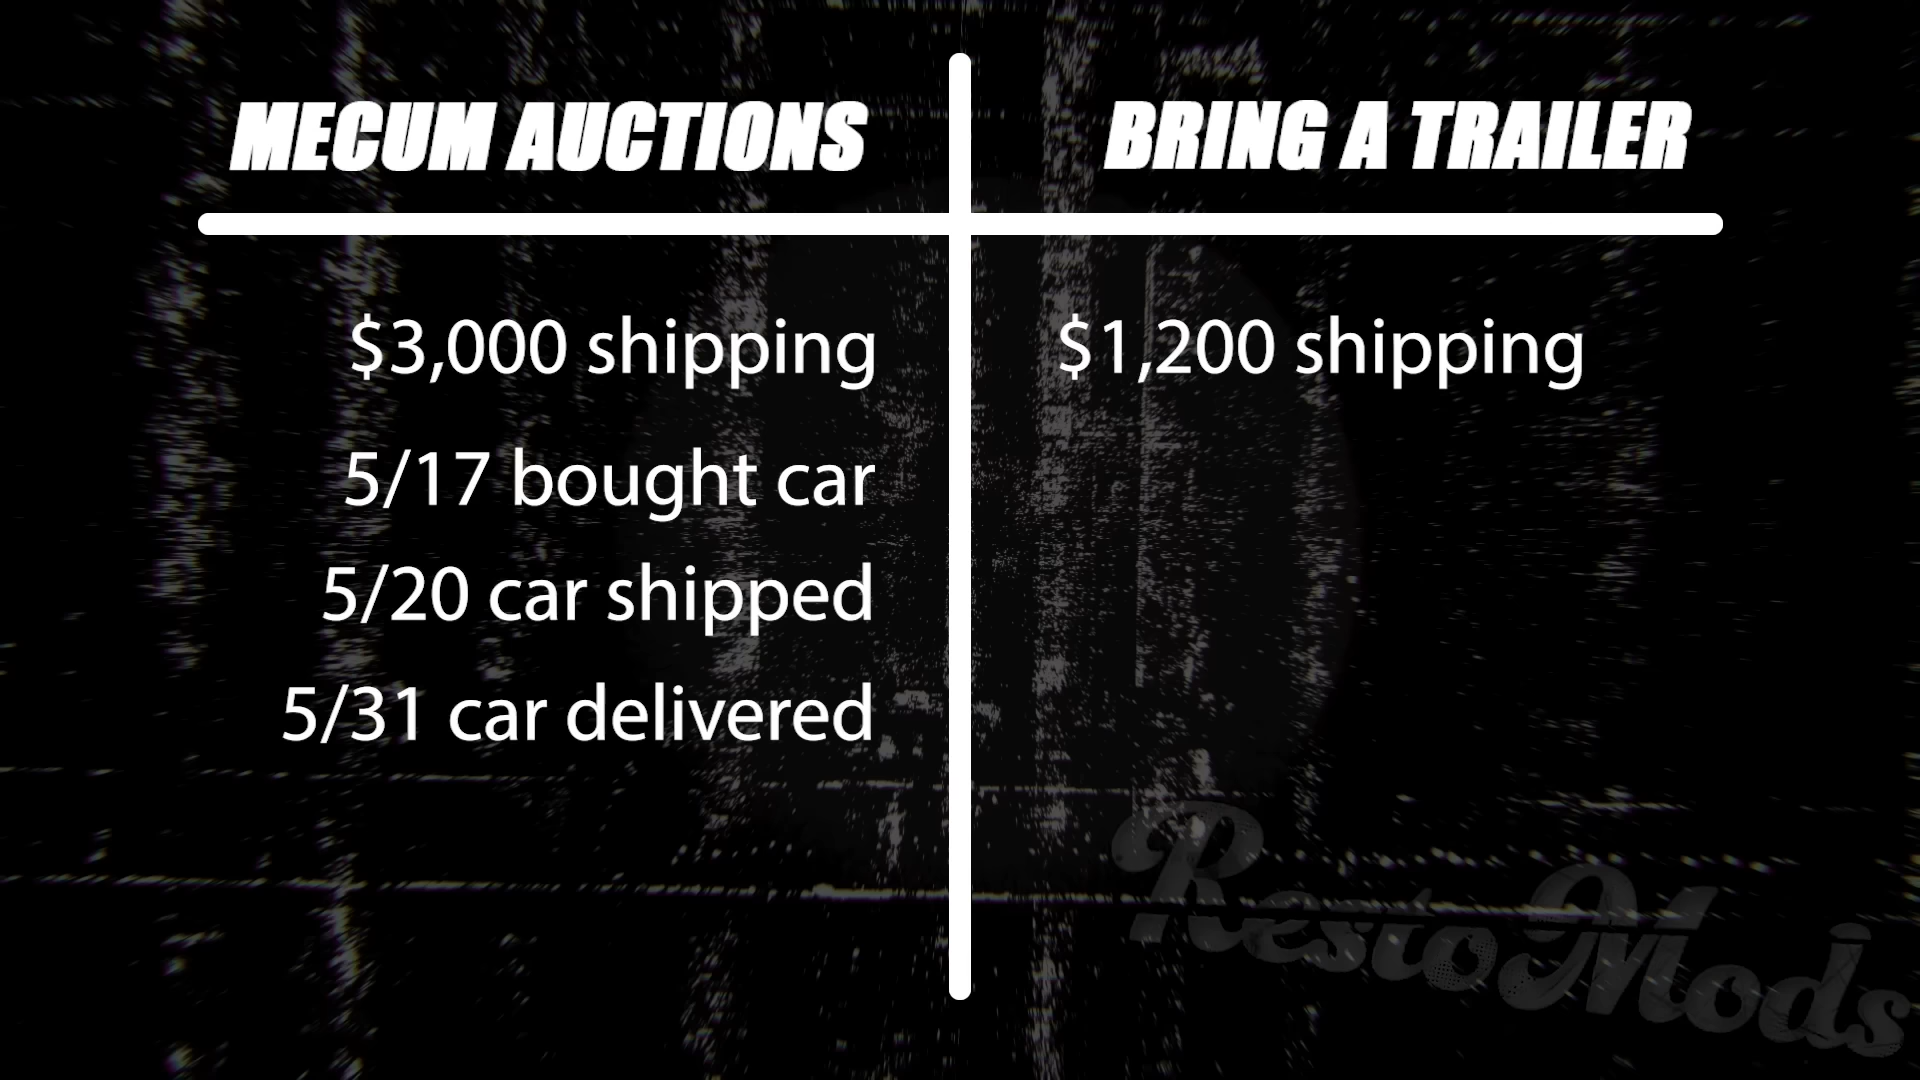 MECUM AUCTIONS
BRING A TRAILER
$3,000 shipping
5/17 bought car
5/20 car shipped
5/31 car delivered
$1,200 shipping
RestoMods